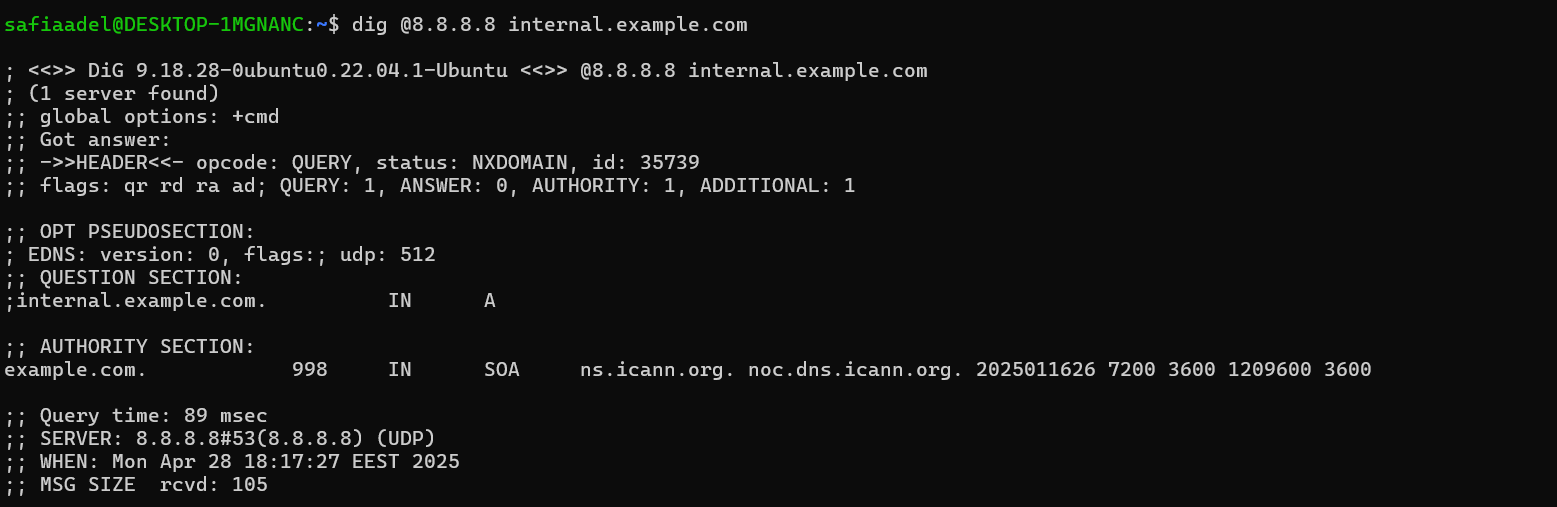 safiaadel@DESKTOP-1MGNANC:~$ dig @8.8.8.8 internal.example.com
; <<>> DiG 9.18.28-0ubuntu0.22.04.1-Ubuntu <<>> @8.8.8.8 internal.example.com
; (1 server found)
;; global options: +cmd
;; Got answer:
;; ->>HEADER<<- opcode: QUERY, status: NXDOMAIN, id: 35739
;; flags: qr rd ra ad; QUERY: 1, ANSWER: 0, AUTHORITY: 1, ADDITIONAL: 1
;; OPT PSEUDOSECTION:
; EDNS: version: 0, flags:; udp: 512
;; QUESTION SECTION:
;internal.example.com. IN A
;; AUTHORITY SECTION:
example.com. 998 IN SOA ns.icann.org. noc.dns.icann.org. 2025011626 7200 3600 1209600 3600
;; Query time: 89 msec
;; SERVER: 8.8.8.8#53(8.8.8.8) (UDP)
;; WHEN: Mon Apr 28 18:17:27 EEST 2025
;; MSG SIZE  rcvd: 105